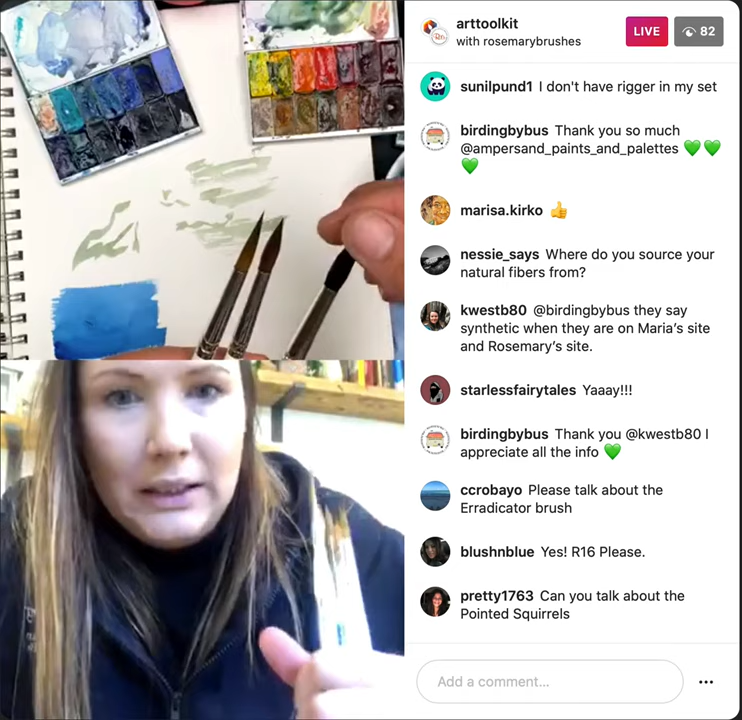 arttoolkit
with rosemarybrushes
LIVE
82
sunilpund1 I don't have rigger in my set
birdingbybus Thank you so much
@ampersand_paints_and_palettes 💚💚
💚
marisa.kirko 👍
nessie_says Where do you source your
natural fibers from?
kwestb80 @birdingbybus they say
synthetic when they are on Maria's site
and Rosemary's site.
starlessfairytales Yaaay!!!
birdingbybus Thank you @kwestb80 I
appreciate all the info 💚
ccrobayo Please talk about the
Erradicator brush
blushnblue Yes! R16 Please.
pretty1763 Can you talk about the
Pointed Squirrels
Add a comment...